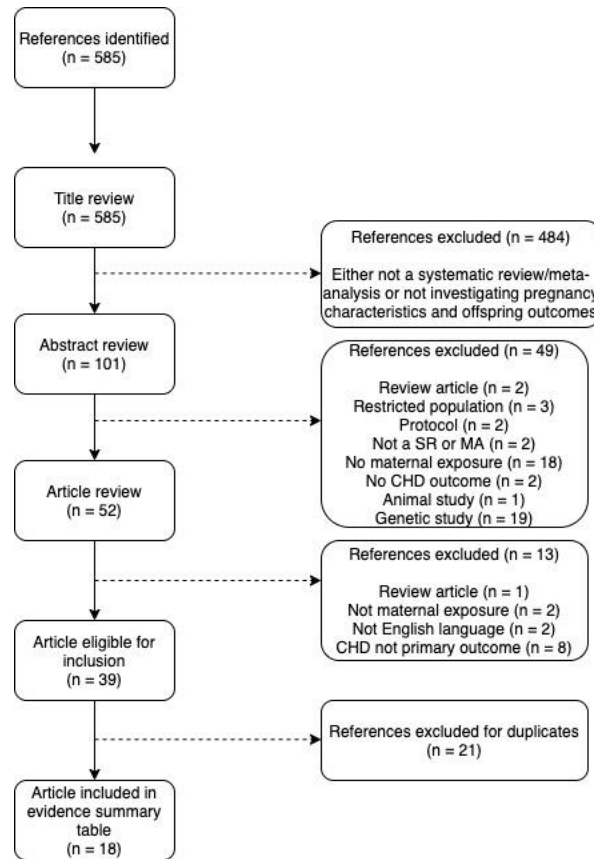 References identified
(n = 585)
Title review
(n = 585)
References excluded (n = 484)
Either not a systematic review/meta-
analysis or not investigating pregnancy
characteristics and offspring outcomes
Abstract review
(n = 101)
References excluded (n = 49)
Review article (n = 2)
Restricted population (n = 3)
Protocol (n = 2)
Not a SR or MA (n = 2)
No maternal exposure (n = 18)
No CHD outcome (n = 2)
Animal study (n = 1)
Genetic study (n = 19)
Article review
(n = 52)
References excluded (n = 13)
Review article (n = 1)
Not maternal exposure (n = 2)
Not English language (n = 2)
CHD not primary outcome (n = 8)
Article eligible for
inclusion
(n = 39)
References excluded for duplicates
(n = 21)
Article included in
evidence summary
table
(n = 18)